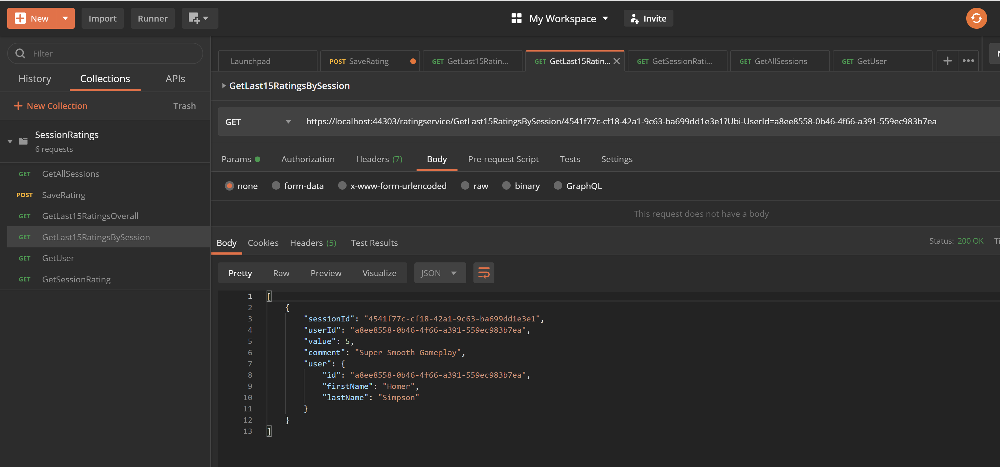 New Import Runner My Workspace Invite
Filter
History Collections APIs
New Collection Trash
SessionRatings
6 requests
GET GetAllSessions
POST SaveRating
GET GetLast15RatingsOverall
GET GetLast15RatingsBySession
GET GetUser
GET GetSessionRating
Launchpad POST SaveRating GET GetLast15Ratin... GET GetLast15Ratin... GET GetSessionRati... GET GetAllSessions GET GetUser
GetLast15RatingsBySession
GET https://localhost:44303/ratingservice/GetLast15RatingsBySession/4541f77c-cf18-42a1-9c63-ba699dd1e3e1?Ubi-UserId=a8ee8558-0b46-4f66-a391-559ec983b7ea
Params Authorization Headers (7) Body Pre-request Script Tests Settings
none form-data x-www-form-urlencoded raw binary GraphQL
This request does not have a body
Body Cookies Headers (5) Test Results Status: 200 OK
Pretty Raw Preview Visualize JSON
1 [
2 {
3 "sessionId": "4541f77c-cf18-42a1-9c63-ba699dd1e3e1",
4 "userId": "a8ee8558-0b46-4f66-a391-559ec983b7ea",
5 "value": 5,
6 "comment": "Super Smooth Gameplay",
7 "user": {
8 "id": "a8ee8558-0b46-4f66-a391-559ec983b7ea",
9 "firstName": "Homer",
10 "lastName": "Simpson"
11 }
12 }
13 ]